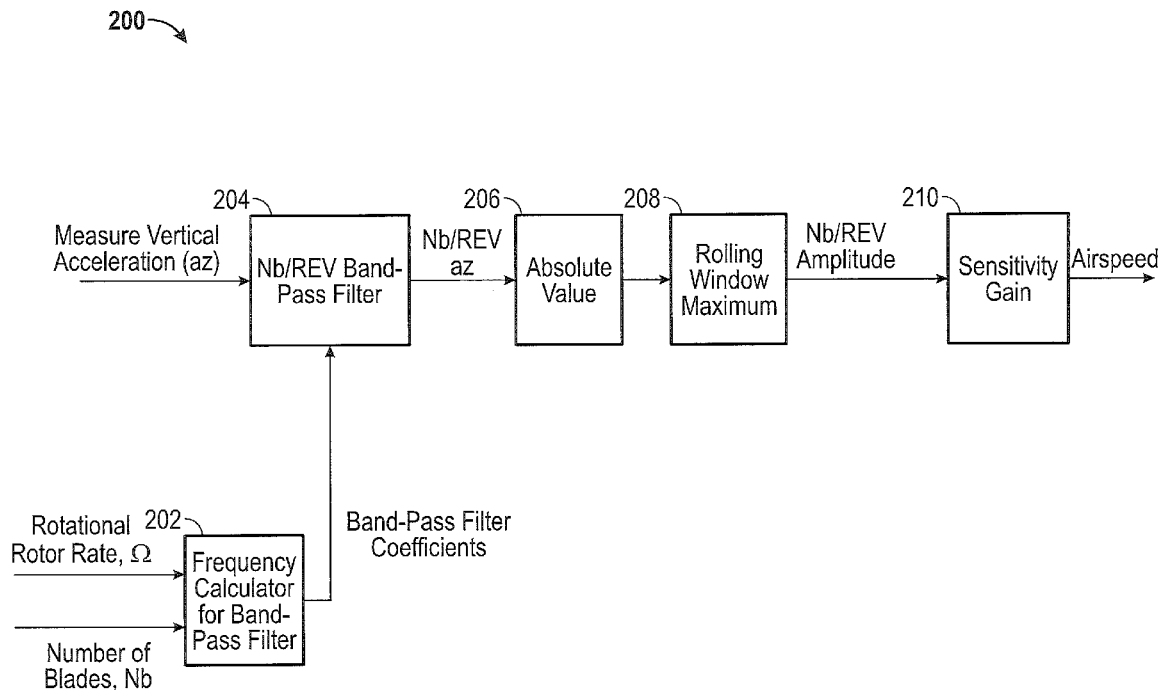 200
204
206
208
210
Measure Vertical
Acceleration (az)
Nb/REV Band-
Pass Filter
Nb/REV
az
Absolute
Value
Rolling
Window
Maximum
Nb/REV
Amplitude
Sensitivity
Gain
Airspeed
Rotational
Rotor Rate, Ω
202
Frequency
Calculator
for Band-
Pass Filter
Band-Pass Filter
Coefficients
Number of
Blades, Nb